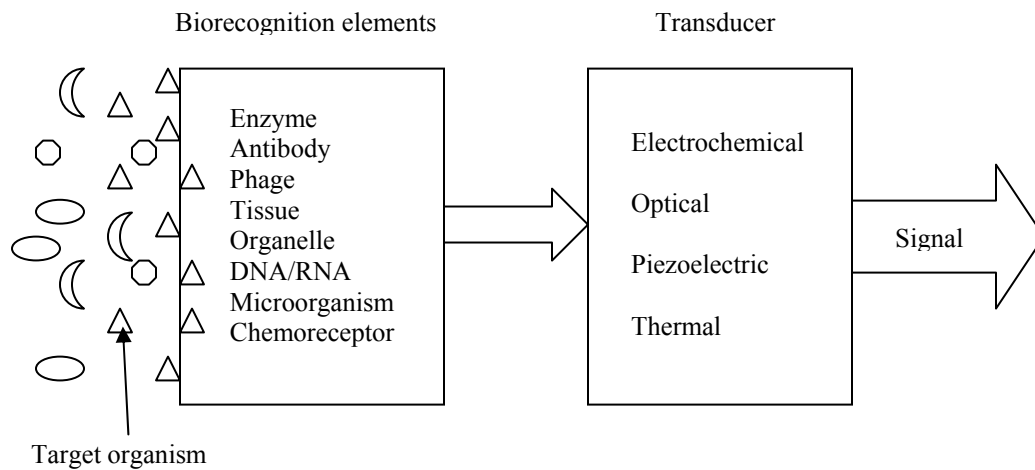 Biorecognition elements
Transducer
Enzyme
Antibody
Phage
Tissue
Organelle
DNA/RNA
Microorganism
Chemoreceptor
Electrochemical
Optical
Piezoelectric
Thermal
Signal
Target organism